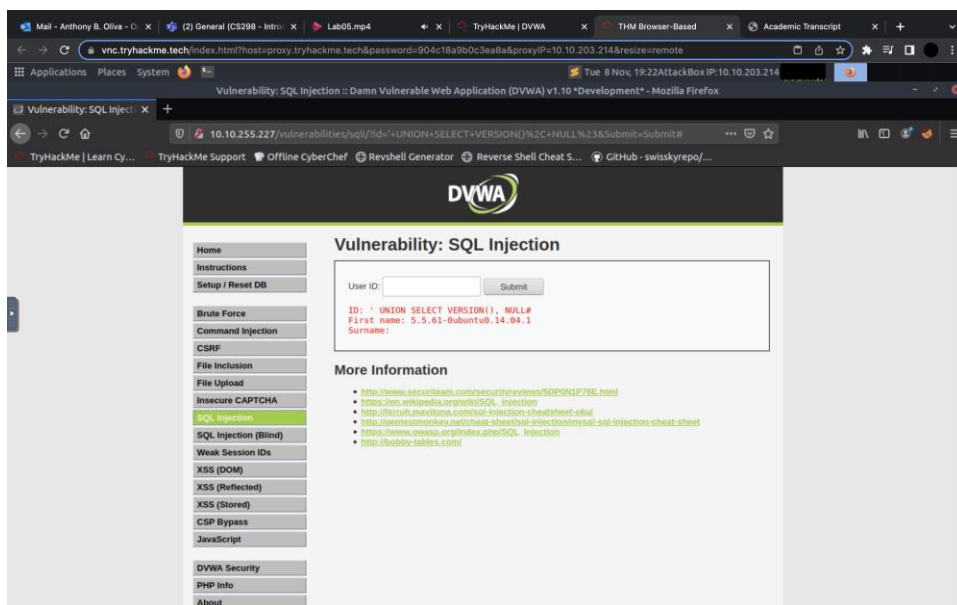 Mail - Anthony B. Oliva - O
(2) General (CS298 - Introd
Lab05.mp4
TryHackMe | DVWA
THM Browser-Based
Academic Transcript
vnc.tryhackme.tech/index.html?host=proxy.tryhackme.tech&password=904c18a9b0c3ea8a&proxyIP=10.10.203.214&resize=remote
Applications Places System
Tue 8 Nov, 19:22 AttackBox IP:10.10.203.214
Vulnerability: SQL Injection :: Damn Vulnerable Web Application (DVWA) v1.10 *Development* - Mozilla Firefox
Vulnerability: SQL Inject
10.10.255.227/vulnerabilities/sqli/?id='+UNION+SELECT+VERSION()%2C+NULL%23&Submit=Submit#
TryHackMe | Learn Cy...
TryHackMe Support
Offline CyberChef
Revshell Generator
Reverse Shell Cheat S...
GitHub - swisskyrepo/...
DVWA
Home
Instructions
Setup / Reset DB
Brute Force
Command Injection
CSRF
File Inclusion
File Upload
Insecure CAPTCHA
SQL Injection
SQL Injection (Blind)
Weak Session IDs
XSS (DOM)
XSS (Reflected)
XSS (Stored)
CSP Bypass
JavaScript
DVWA Security
PHP Info
About
Vulnerability: SQL Injection
User ID:
Submit
ID: ' UNION SELECT VERSION(), NULL#
First name: 5.5.61-0ubuntu0.14.04.1
Surname:
More Information
http://www.securiteam.com/securityreviews/5DP0N1P76E.html
https://en.wikipedia.org/wiki/SQL_injection
http://ferruh.mavituna.com/sql-injection-cheatsheet-oku/
http://pentestmonkey.net/cheat-sheet/sql-injection/mysql-sql-injection-cheat-sheet
https://www.owasp.org/index.php/SQL_Injection
http://bobby-tables.com/